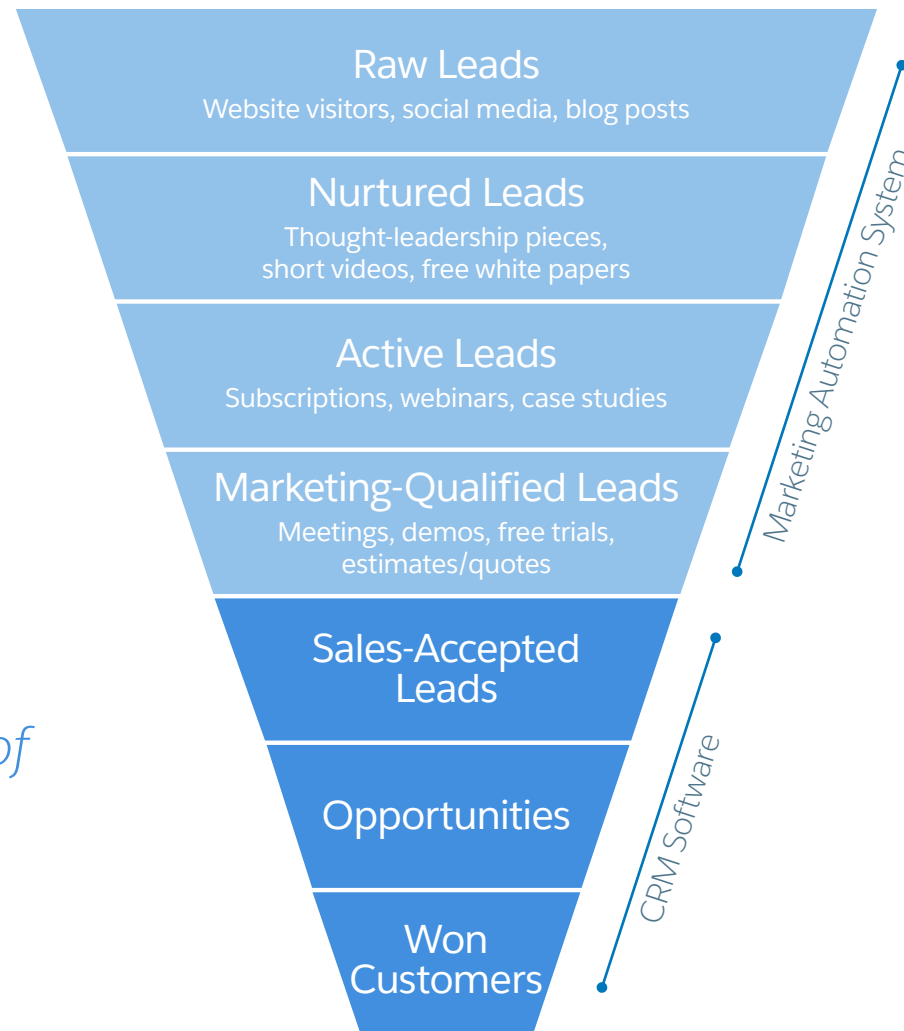 Raw Leads
Website visitors, social media, blog posts
Nurtured Leads
Thought-leadership pieces,
short videos, free white papers
Active Leads
Subscriptions, webinars, case studies
Marketing-Qualified Leads
Meetings, demos, free trials,
estimates/quotes
Marketing Automation System
Sales-Accepted
Leads
of
Opportunities
Won
Customers
CRM Software